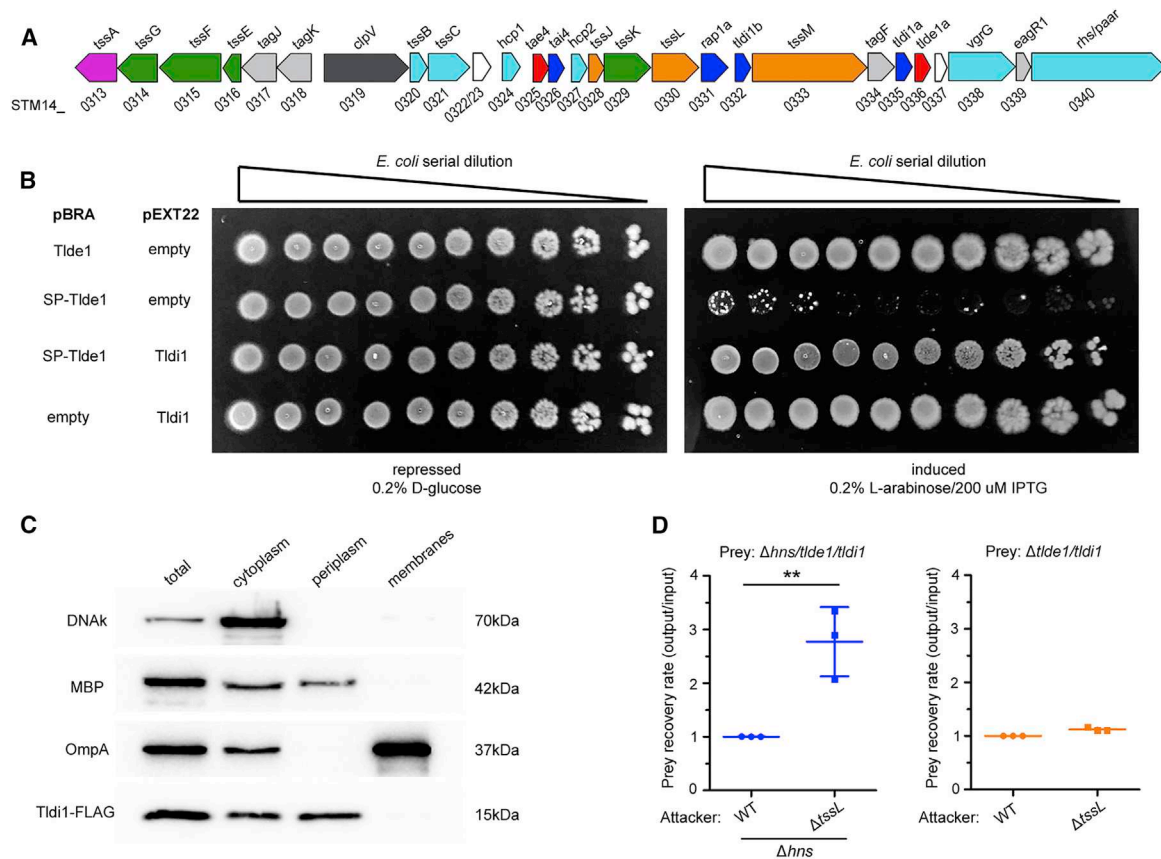 A
tssA tssG tssF tssE tagJ tagK clpV tssB tssC hcp1 tae4 tai4 hcp2 tssJ tssK tssL rap1a tldi1b tssM tagF tldi1a tlde1a vgrG eagR1 rhs/paar
STM14_ 0313 0314 0315 0316 0317 0318 0319 0320 0321 0322/23 0324 0325 0326 0327 0328 0329 0330 0331 0332 0333 0334 0335 0336 0337 0338 0339 0340
B
E. coli serial dilution
E. coli serial dilution
pBRA pEXT22
Tlde1 empty
SP-Tlde1 empty
SP-Tlde1 Tldi1
empty Tldi1
repressed
0.2% D-glucose
induced
0.2% L-arabinose/200 uM IPTG
C
total cytoplasm periplasm membranes
DNAk 70kDa
MBP 42kDa
OmpA 37kDa
Tldi1-FLAG 15kDa
D
Prey: Δhns/tlde1/tldi1
**
Prey recovery rate (output/input)
4
3
2
1
0
Attacker: WT ΔtssL
Δhns
Prey: Δtlde1/tldi1
Prey recovery rate (output/input)
4
3
2
1
0
Attacker: WT ΔtssL